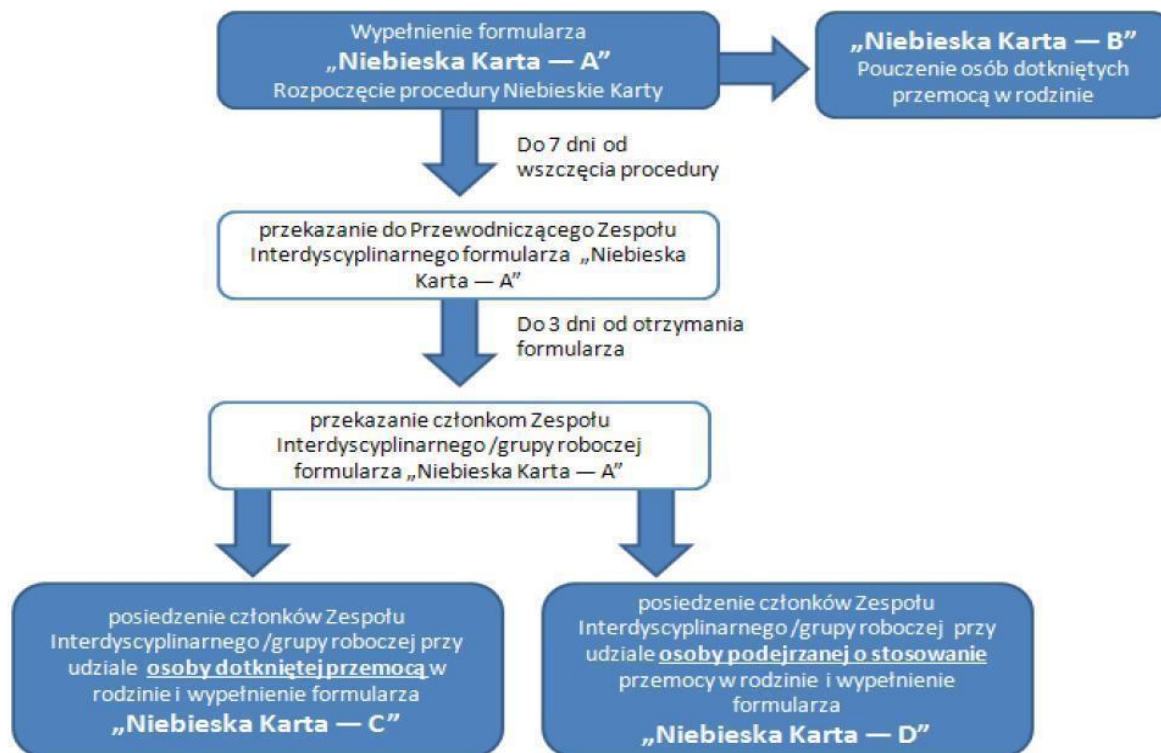 Wypełnienie formularza
„Niebieska Karta — A”
Rozpoczęcie procedury Niebieskie Karty
„Niebieska Karta — B”
Pouczenie osób dotkniętych
przemocą w rodzinie
Do 7 dni od
wszczęcia procedury
przekazanie do Przewodniczącego Zespołu
Interdyscyplinarnego formularza „Niebieska
Karta — A”
Do 3 dni od otrzymania
formularza
przekazanie członkom Zespołu
Interdyscyplinarnego /grupy roboczej
formularza „Niebieska Karta — A”
posiedzenie członków Zespołu
Interdyscyplinarnego /grupy roboczej przy
udziale osoby dotkniętej przemocą w
rodzinie i wypełnienie formularza
„Niebieska Karta — C”
posiedzenie członków Zespołu
Interdyscyplinarnego /grupy roboczej przy
udziale osoby podejrzanej o stosowanie
przemocy w rodzinie i wypełnienie
formularza
„Niebieska Karta — D”